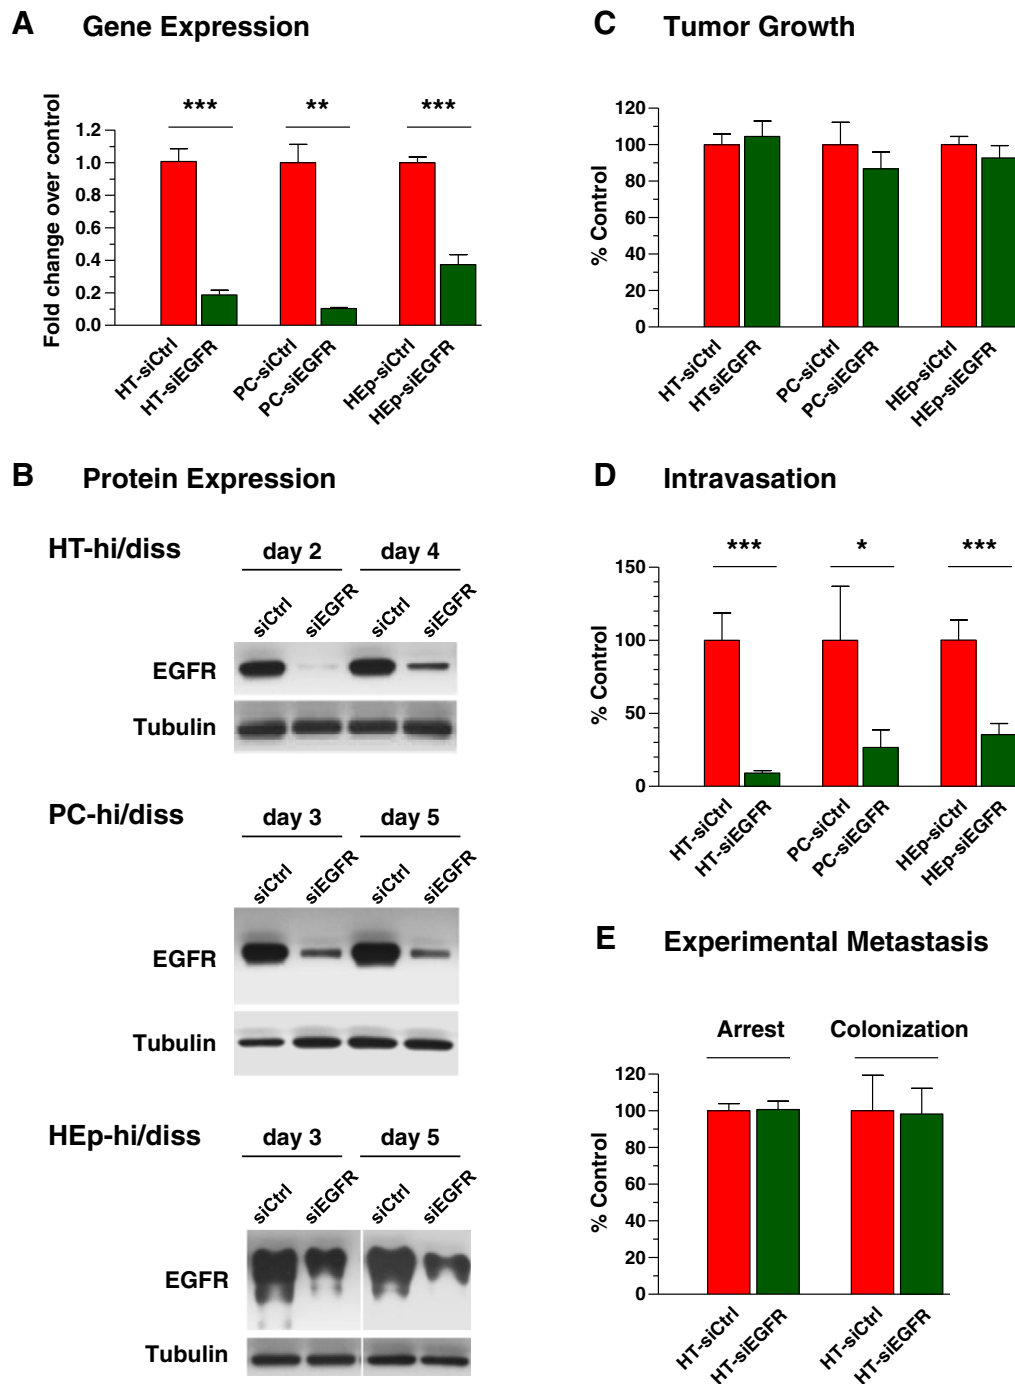 A Gene Expression
*** ** ***
Fold change over control
1.2
1.0
0.8
0.6
0.4
0.2
0.0
HT-siCtrl
HT-siEGFR
PC-siCtrl
PC-siEGFR
HEp-siCtrl
HEp-siEGFR
B Protein Expression
HT-hi/diss day 2 day 4
siCtrl siEGFR siCtrl siEGFR
EGFR
Tubulin
PC-hi/diss day 3 day 5
siCtrl siEGFR siCtrl siEGFR
EGFR
Tubulin
HEp-hi/diss day 3 day 5
siCtrl siEGFR siCtrl siEGFR
EGFR
Tubulin
C Tumor Growth
% Control
120
100
80
60
40
20
0
HT-siCtrl
HTsiEGFR
PC-siCtrl
PC-siEGFR
HEp-siCtrl
HEp-siEGFR
D Intravasation
*** * ***
% Control
150
100
50
0
HT-siCtrl
HT-siEGFR
PC-siCtrl
PC-siEGFR
HEp-siCtrl
HEp-siEGFR
E Experimental Metastasis
Arrest Colonization
% Control
120
100
80
60
40
20
0
HT-siCtrl
HT-siEGFR
HT-siCtrl
HT-siEGFR